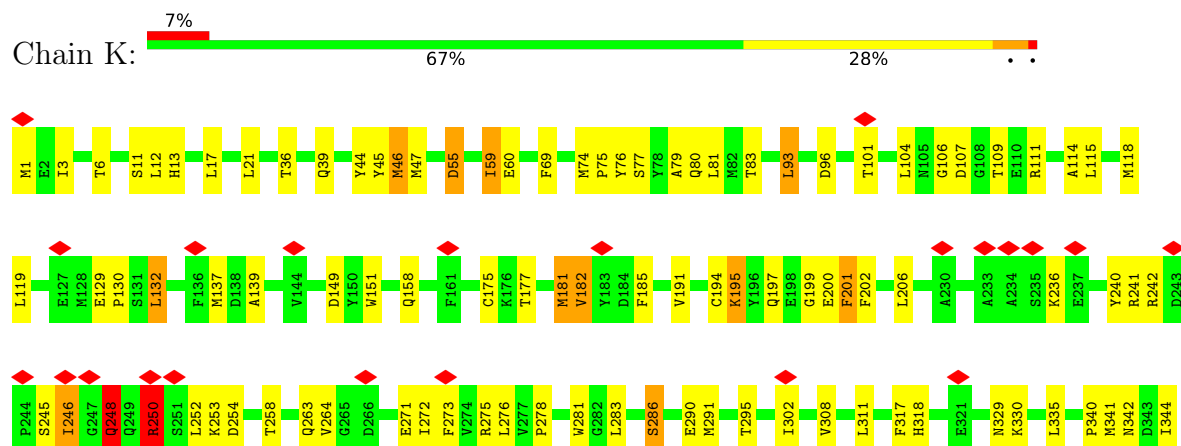 7%
Chain K:
67% 28% • •
M1 E2 I3 T6 S11 L12 H13 L17 L21 T36 Q39 Y44 Y45 M46 M47 D55 I59 E60 F69 M74 P75 Y76 S77 Y78 A79 Q80 L81 M82 T83 L93 D96 T101 L104 N105 G106 D107 G108 T109 E110 R111 A114 L115 M118
L119 E127 M128 E129 P130 S131 L132 F136 M137 D138 A139 V144 D149 Y150 W151 Q158 F161 C175 K176 T177 M181 V182 Y183 D184 F185 V191 C194 K195 Y196 Q197 E198 G199 E200 F201 F202 L206 A230 A233 A234 S235 K236 E237 Y240 R241 R242 D243
P244 S245 I246 G247 Q248 Q249 R250 S251 L252 K253 D254 T258 Q263 V264 G265 D266 E271 I272 F273 V274 R275 L276 V277 P278 W281 G282 L283 S286 E290 M291 T295 I302 V308 L311 F317 H318 E321 N329 K330 L335 P340 M341 N342 D343 I344